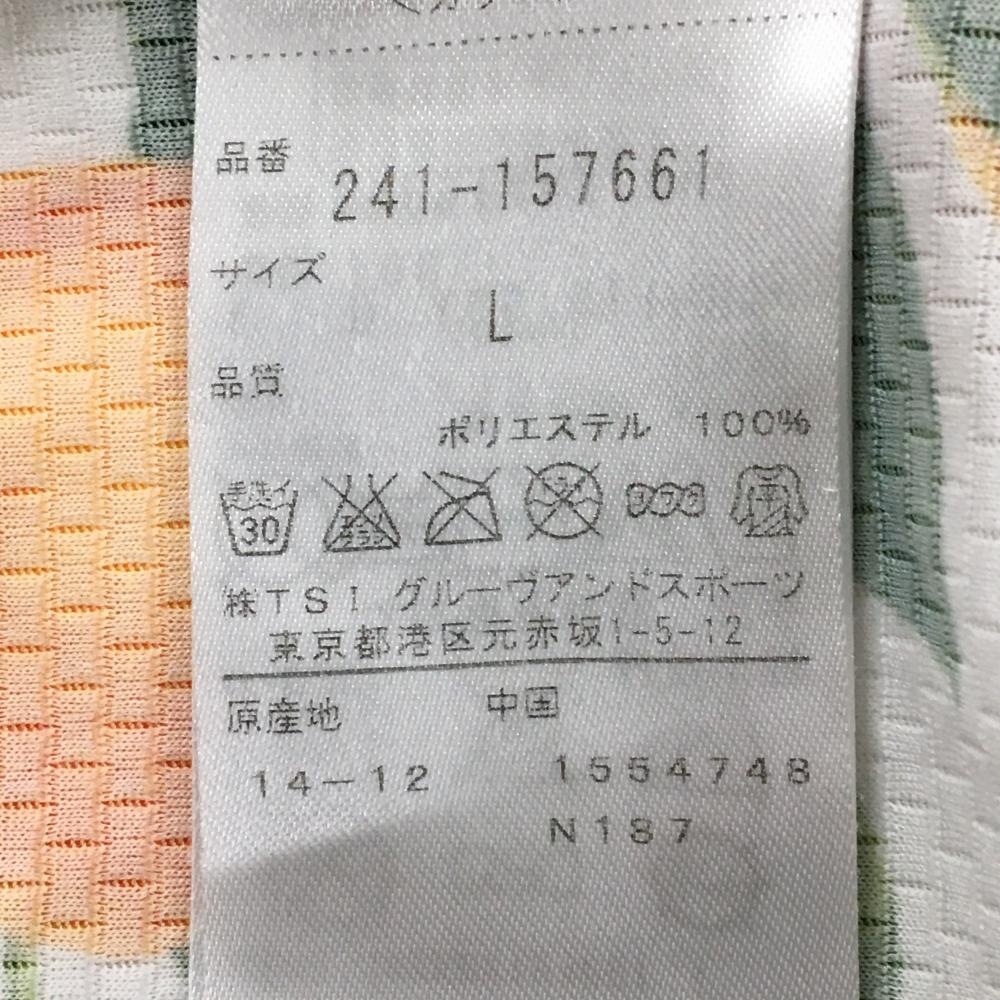 品番
241-157661
サイズ
L
品質
ポリエステル 100%
手洗イ
30
㈱TSI グルーヴアンドスポーツ
東京都港区元赤坂1-5-12
原産地 中国
14-12 1554748
N187